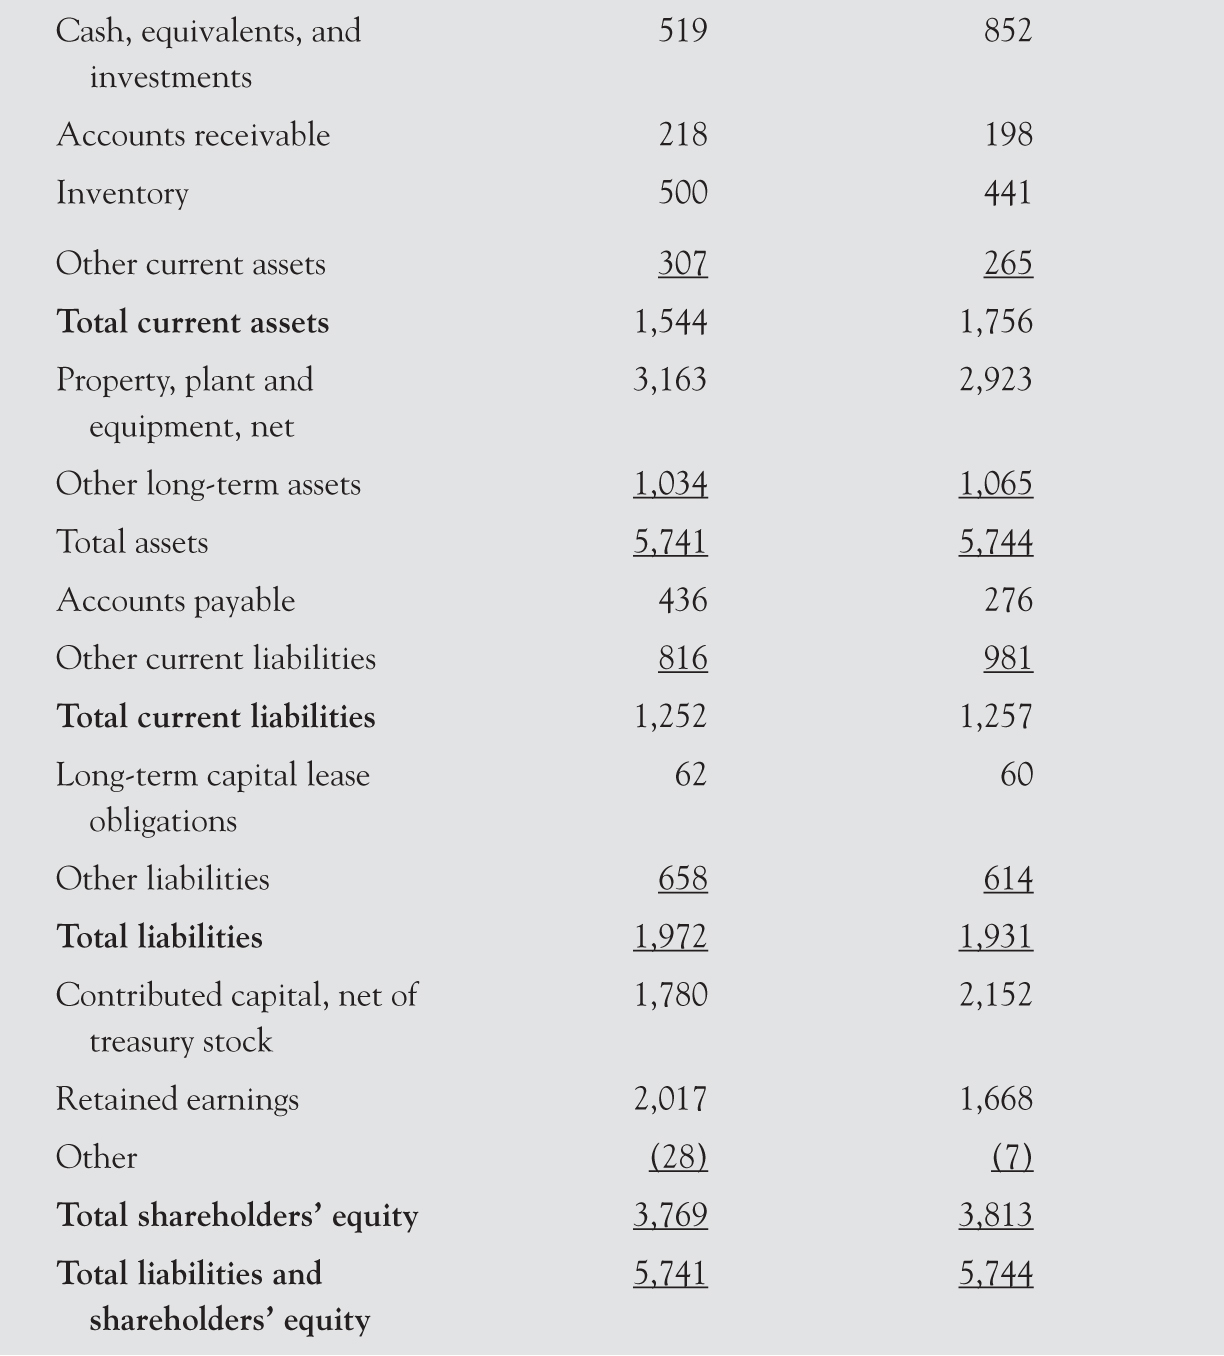 Cash, equivalents, and 519 852
investments
Accounts receivable 218 198
Inventory 500 441
Other current assets 307 265
Total current assets 1,544 1,756
Property, plant and 3,163 2,923
equipment, net
Other long-term assets 1,034 1,065
Total assets 5,741 5,744
Accounts payable 436 276
Other current liabilities 816 981
Total current liabilities 1,252 1,257
Long-term capital lease 62 60
obligations
Other liabilities 658 614
Total liabilities 1,972 1,931
Contributed capital, net of 1,780 2,152
treasury stock
Retained earnings 2,017 1,668
Other (28) (7)
Total shareholders’ equity 3,769 3,813
Total liabilities and 5,741 5,744
shareholders’ equity